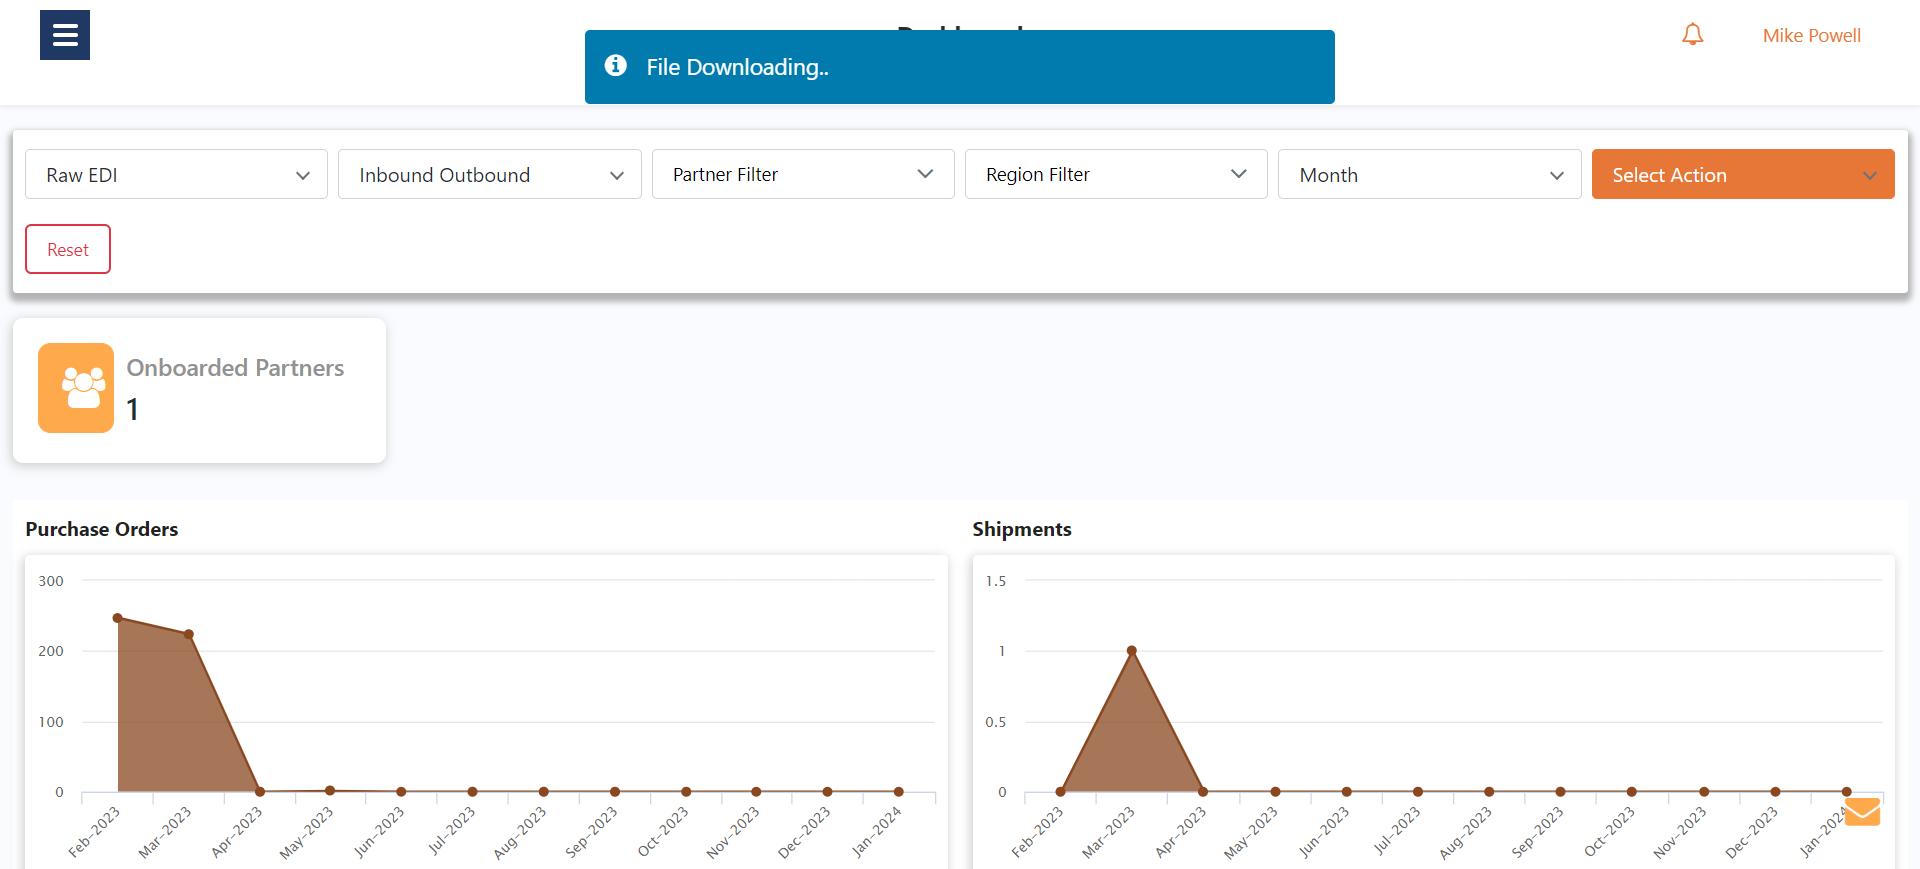 File Downloading..
Mike Powell
Raw EDI
Inbound Outbound
Partner Filter
Region Filter
Month
Select Action
Reset
Onboarded Partners
1
Purchase Orders
300
200
100
0
Feb-2023
Mar-2023
Apr-2023
May-2023
Jun-2023
Jul-2023
Aug-2023
Sep-2023
Oct-2023
Nov-2023
Dec-2023
Jan-2024
Shipments
1.5
1
0.5
0
Feb-2023
Mar-2023
Apr-2023
May-2023
Jun-2023
Jul-2023
Aug-2023
Sep-2023
Oct-2023
Nov-2023
Dec-2023
Jan-2024